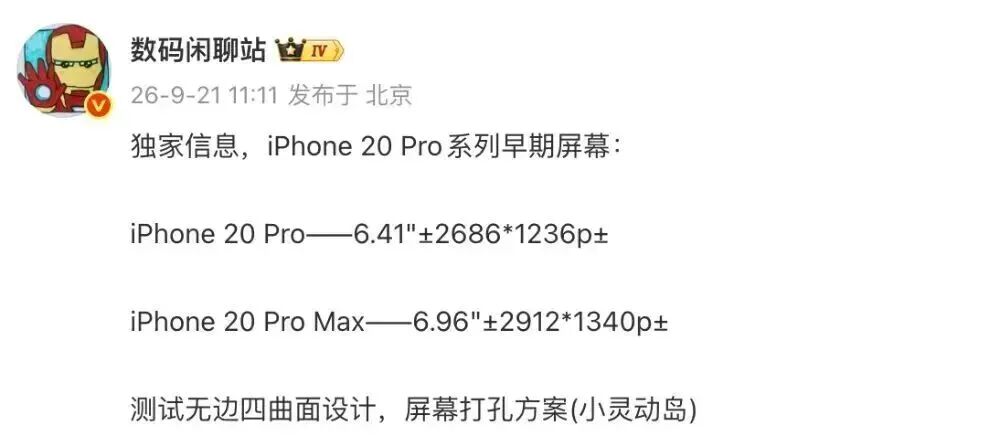 数码闲聊站 IV
26-9-21 11:11 发布于 北京
独家信息，iPhone 20 Pro系列早期屏幕：
iPhone 20 Pro——6.41"±2686*1236p±
iPhone 20 Pro Max——6.96"±2912*1340p±
测试无边四曲面设计，屏幕打孔方案(小灵动岛)